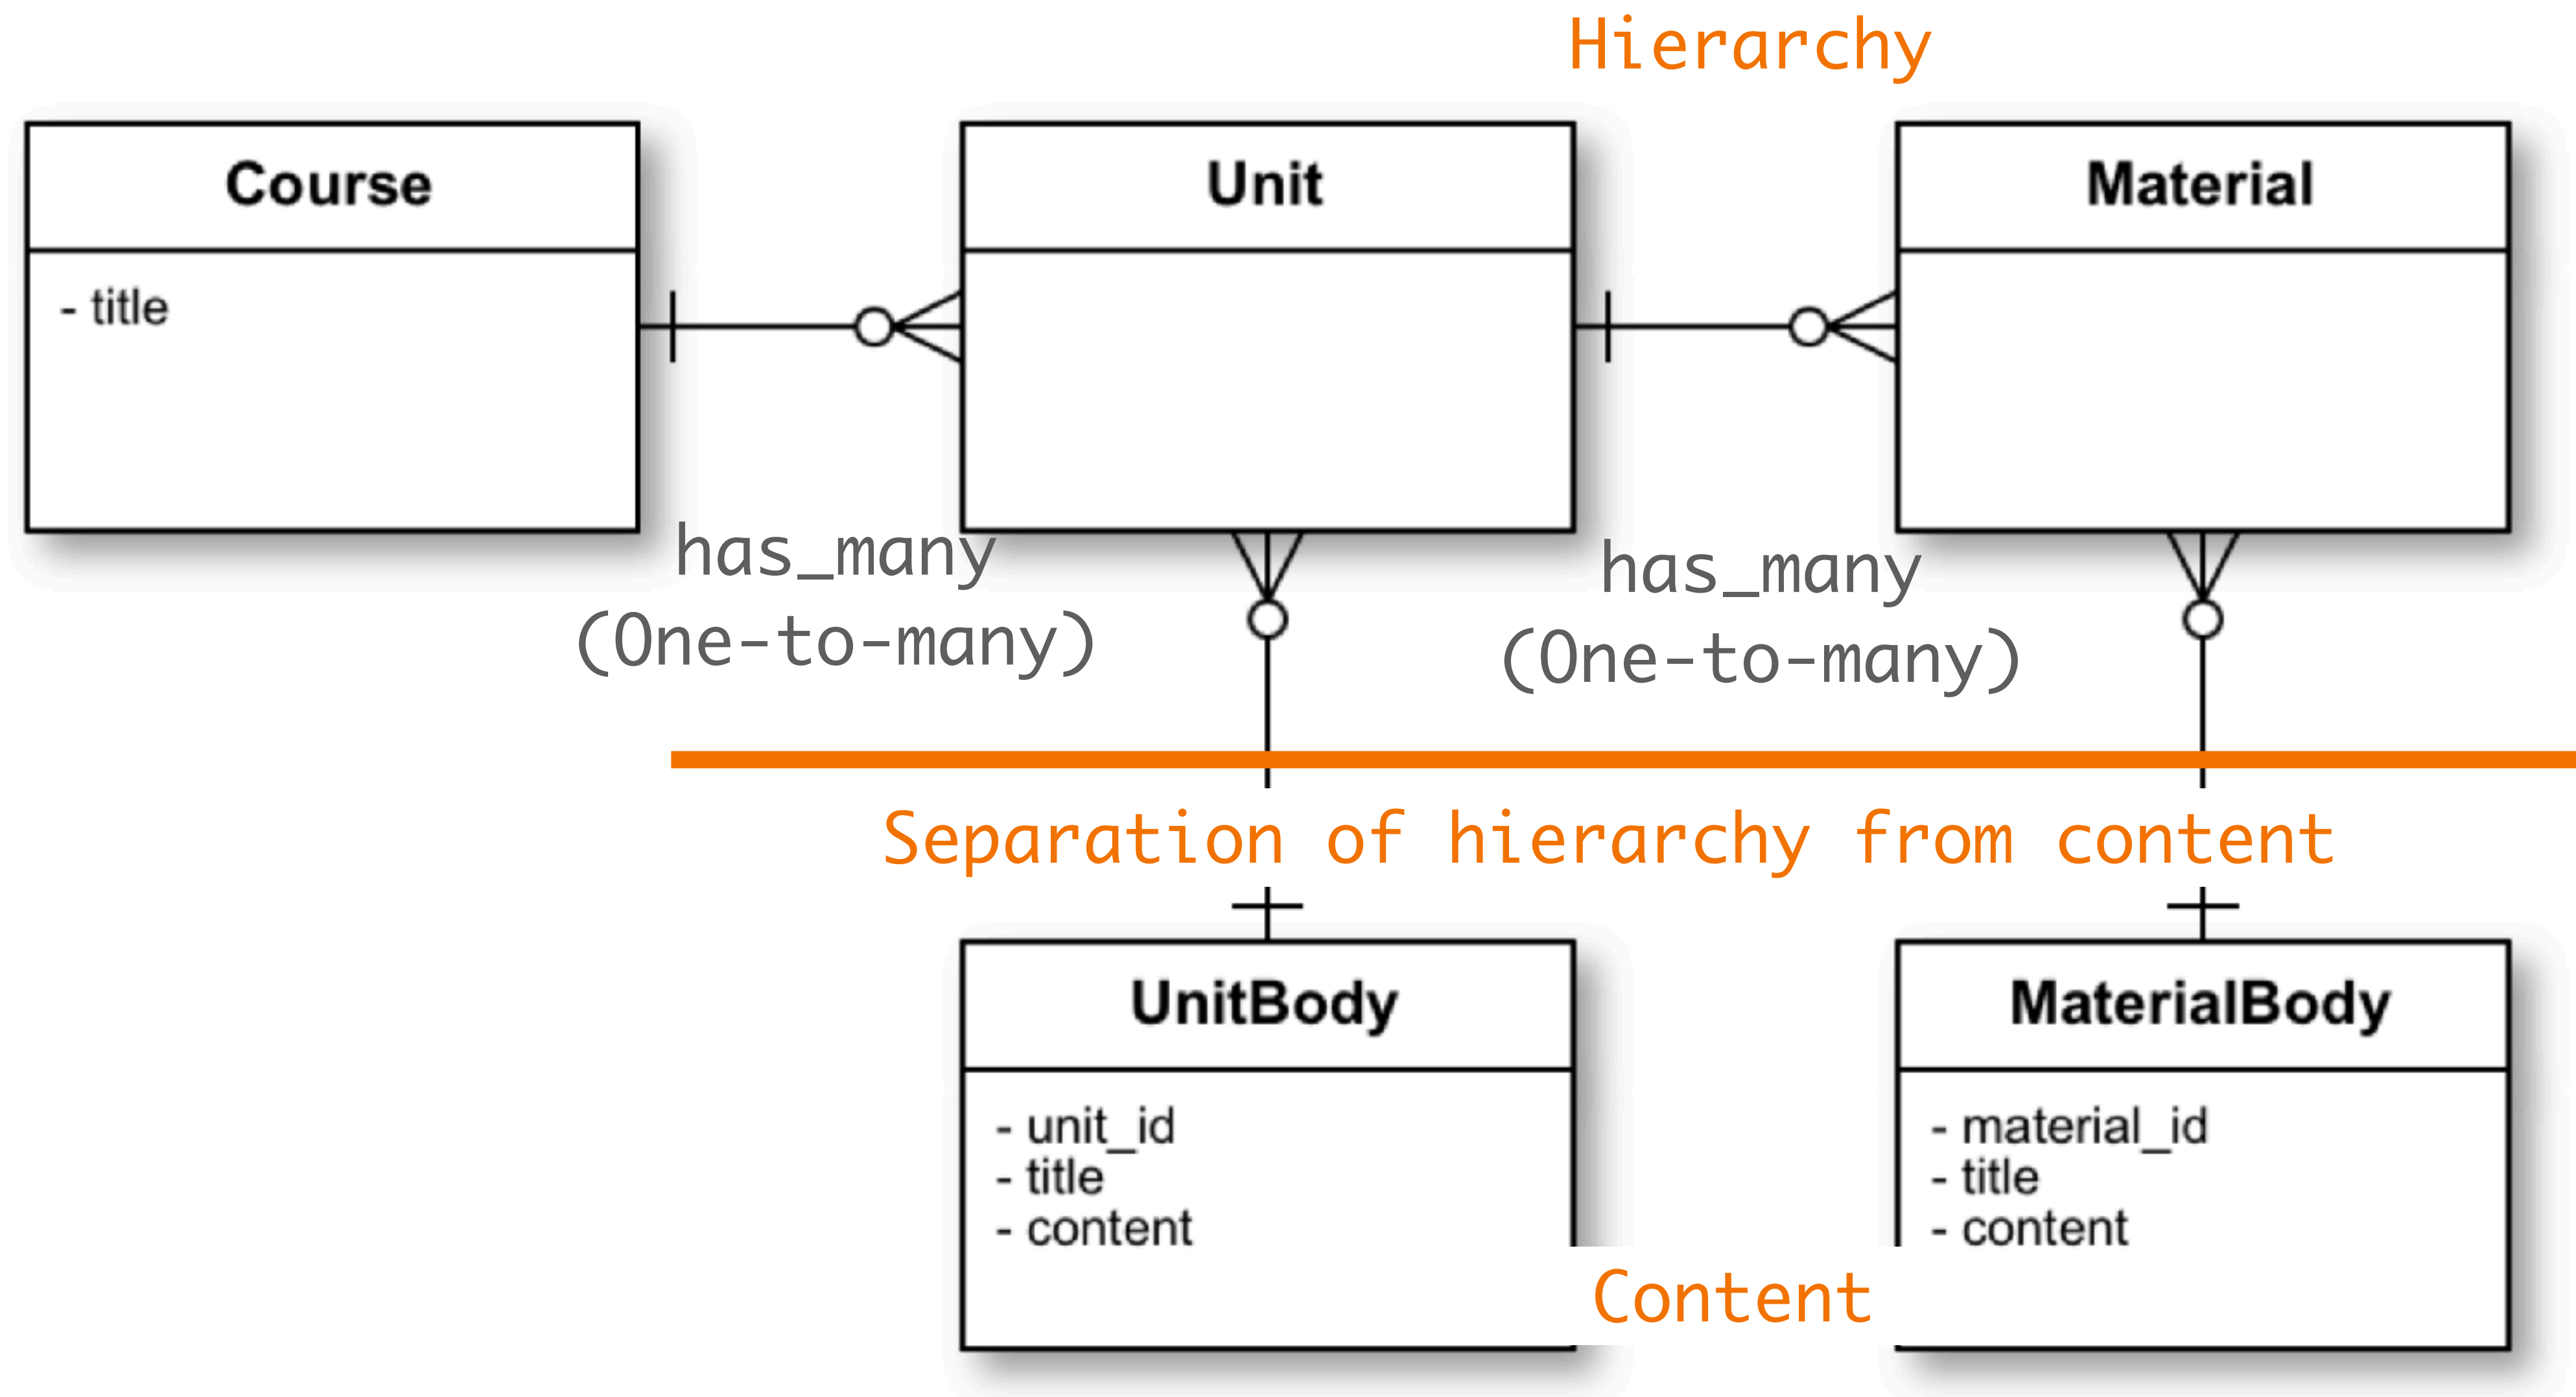 Hierarchy
Course
- title
Unit
Material
has_many
(One-to-many)
has_many
(One-to-many)
Separation of hierarchy from content
UnitBody
- unit_id
- title
- content
MaterialBody
- material_id
- title
- content
Content